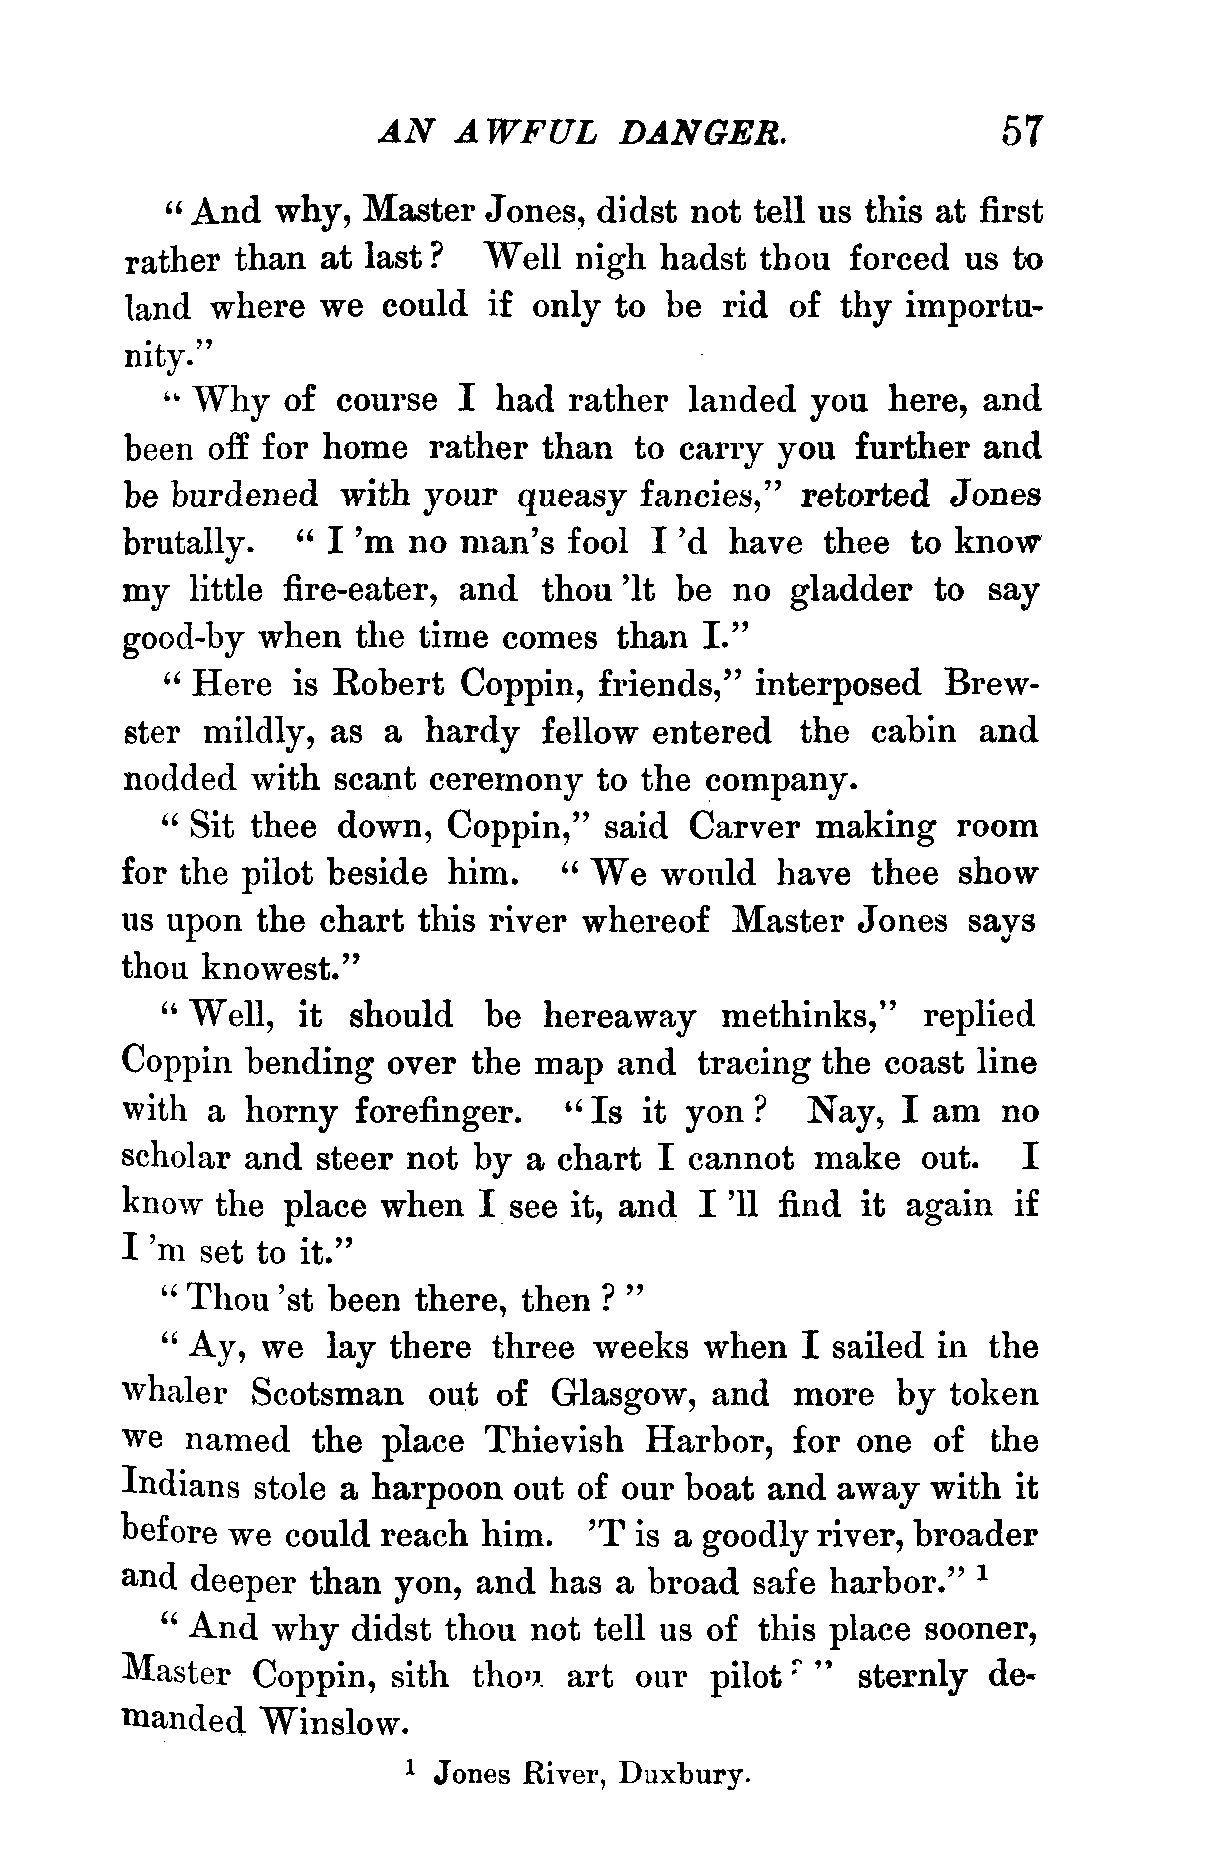 AN AWFUL DANGER. 57
“And why, Master Jones, didst not tell us this at first
rather than at last? Well nigh hadst thou forced us to
land where we could if only to be rid of thy importu-
nity.”
“Why of course I had rather landed you here, and
been off for home rather than to carry you further and
be burdened with your queasy fancies,” retorted Jones
brutally. “I 'm no man's fool I 'd have thee to know
my little fire-eater, and thou 'lt be no gladder to say
good-by when the time comes than I.”
“Here is Robert Coppin, friends,” interposed Brew-
ster mildly, as a hardy fellow entered the cabin and
nodded with scant ceremony to the company.
“Sit thee down, Coppin,” said Carver making room
for the pilot beside him. “We would have thee show
us upon the chart this river whereof Master Jones says
thou knowest.”
“Well, it should be hereaway methinks,” replied
Coppin bending over the map and tracing the coast line
with a horny forefinger. “Is it yon? Nay, I am no
scholar and steer not by a chart I cannot make out. I
know the place when I see it, and I 'll find it again if
I 'm set to it.”
“Thou 'st been there, then?”
“Ay, we lay there three weeks when I sailed in the
whaler Scotsman out of Glasgow, and more by token
we named the place Thievish Harbor, for one of the
Indians stole a harpoon out of our boat and away with it
before we could reach him. 'T is a goodly river, broader
and deeper than yon, and has a broad safe harbor.” 1
“And why didst thou not tell us of this place sooner,
Master Coppin, sith thou art our pilot?” sternly de-
manded Winslow.
1 Jones River, Duxbury.